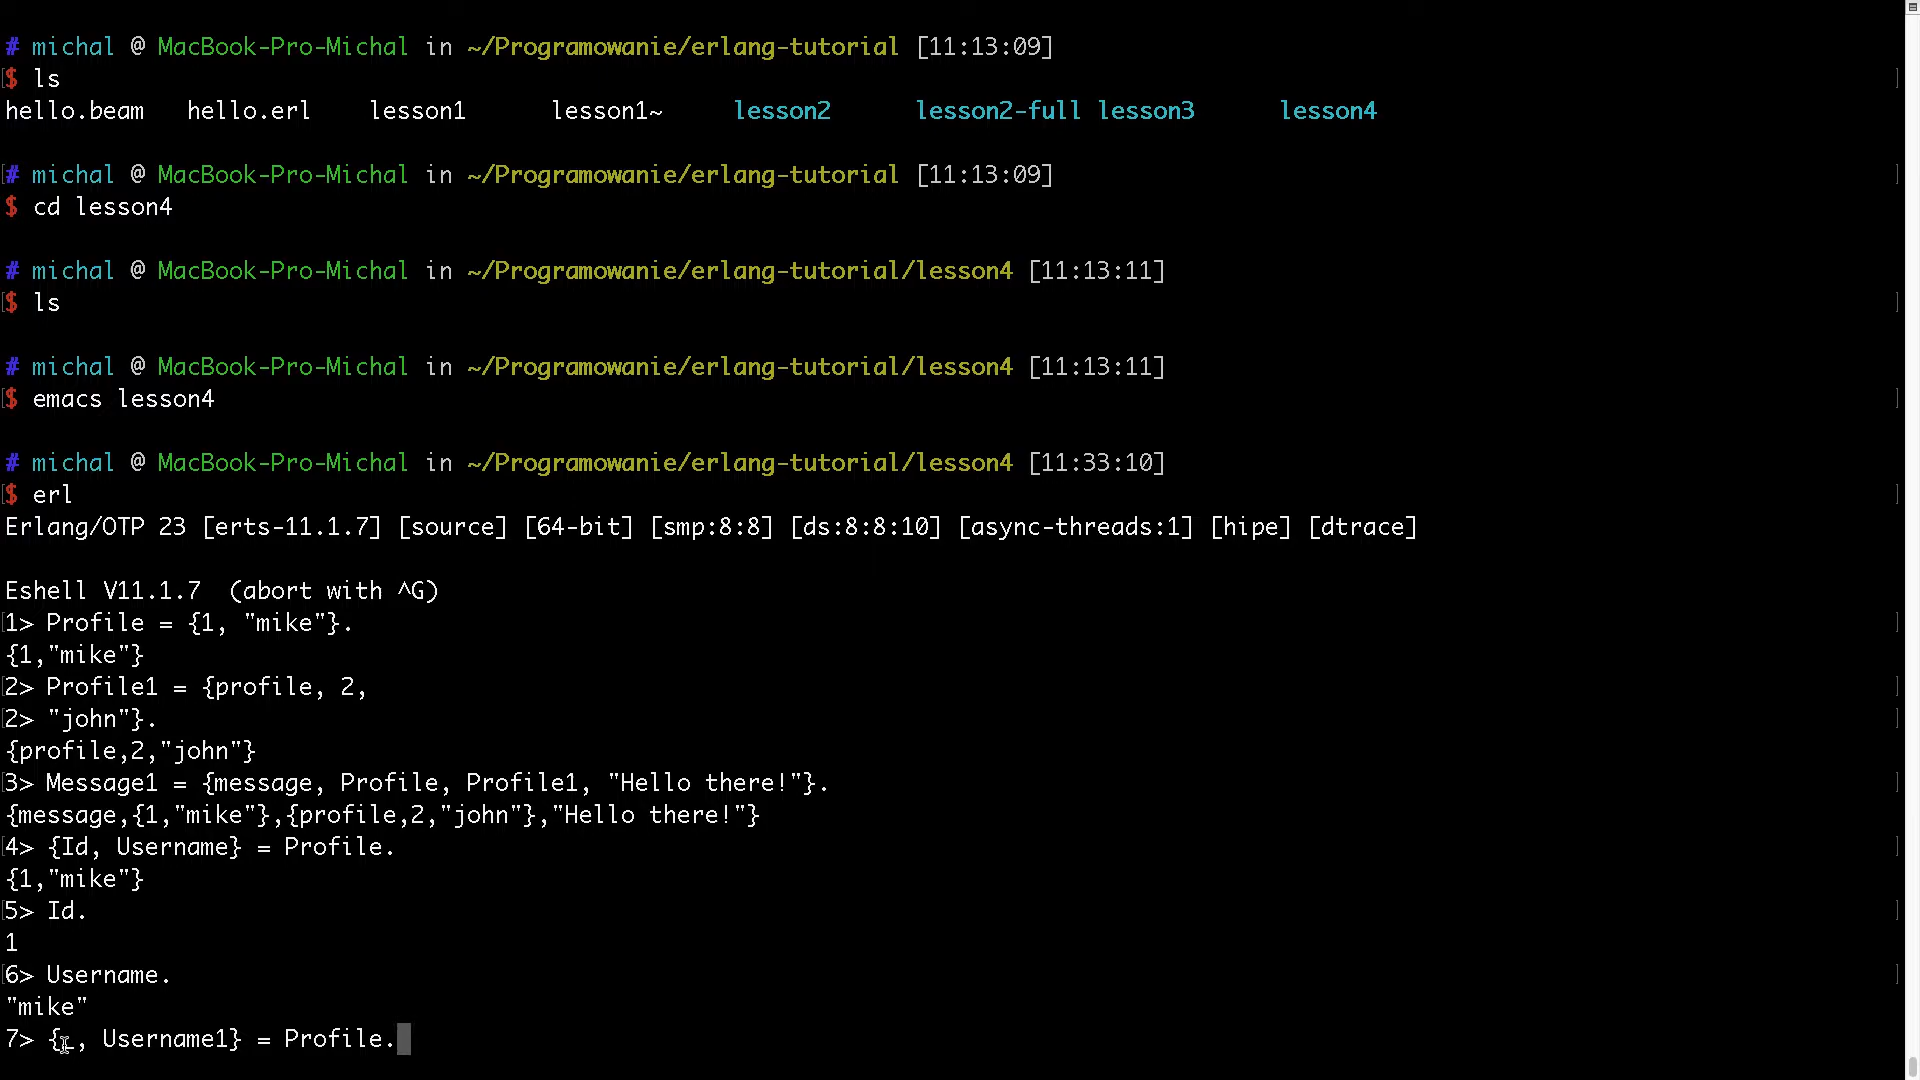 # michal @ MacBook-Pro-Michal in ~/Programowanie/erlang-tutorial [11:13:09]
$ ls
hello.beam hello.erl lesson1 lesson1~ lesson2 lesson2-full lesson3 lesson4
# michal @ MacBook-Pro-Michal in ~/Programowanie/erlang-tutorial [11:13:09]
$ cd lesson4
# michal @ MacBook-Pro-Michal in ~/Programowanie/erlang-tutorial/lesson4 [11:13:11]
$ ls
# michal @ MacBook-Pro-Michal in ~/Programowanie/erlang-tutorial/lesson4 [11:13:11]
$ emacs lesson4
# michal @ MacBook-Pro-Michal in ~/Programowanie/erlang-tutorial/lesson4 [11:33:10]
$ erl
Erlang/OTP 23 [erts-11.1.7] [source] [64-bit] [smp:8:8] [ds:8:8:10] [async-threads:1] [hipe] [dtrace]
Eshell V11.1.7 (abort with ^G)
1> Profile = {1, "mike"}.
{1,"mike"}
2> Profile1 = {profile, 2,
2> "john"}.
{profile,2,"john"}
3> Message1 = {message, Profile, Profile1, "Hello there!"}.
{message,{1,"mike"},{profile,2,"john"},"Hello there!"}
4> {Id, Username} = Profile.
{1,"mike"}
5> Id.
1
6> Username.
"mike"
7> {_, Username1} = Profile.